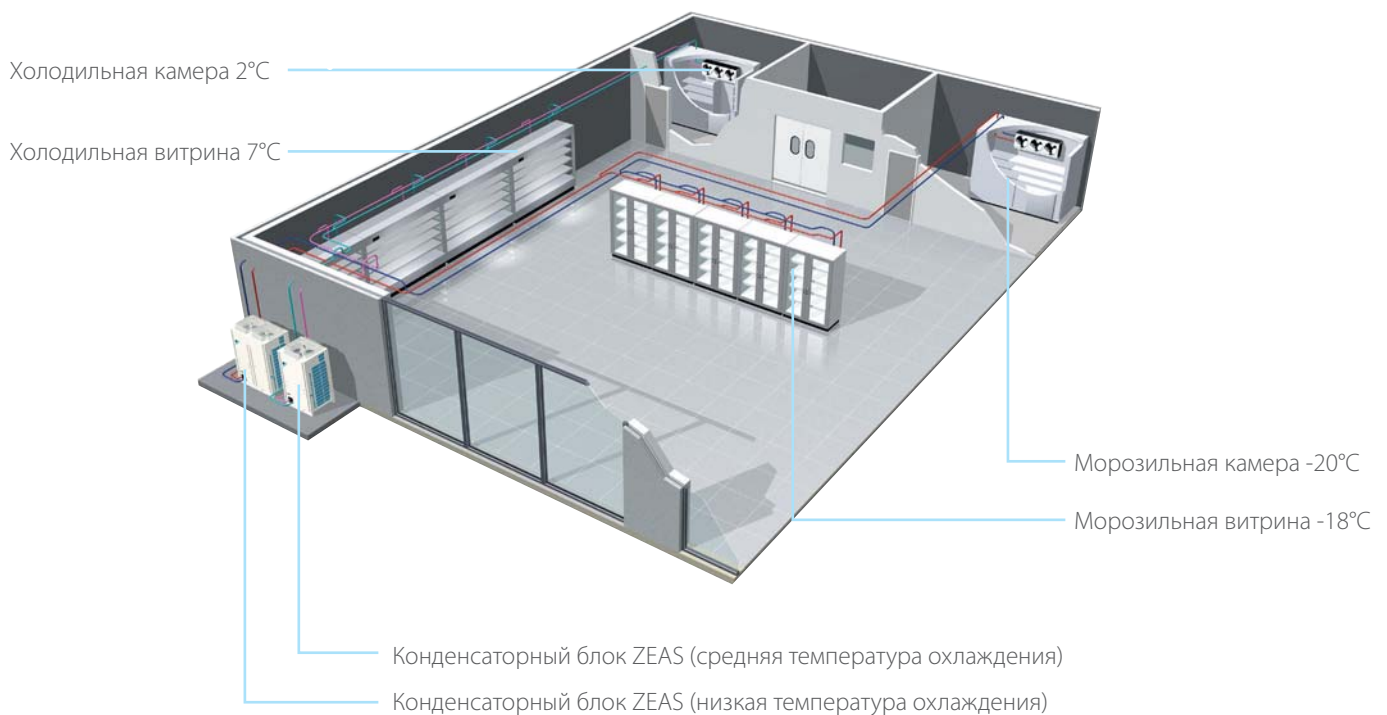 Холодильная камера 2°C
Холодильная витрина 7°C
Морозильная камера -20°C
Морозильная витрина -18°C
Конденсаторный блок ZEAS (средняя температура охлаждения)
Конденсаторный блок ZEAS (низкая температура охлаждения)